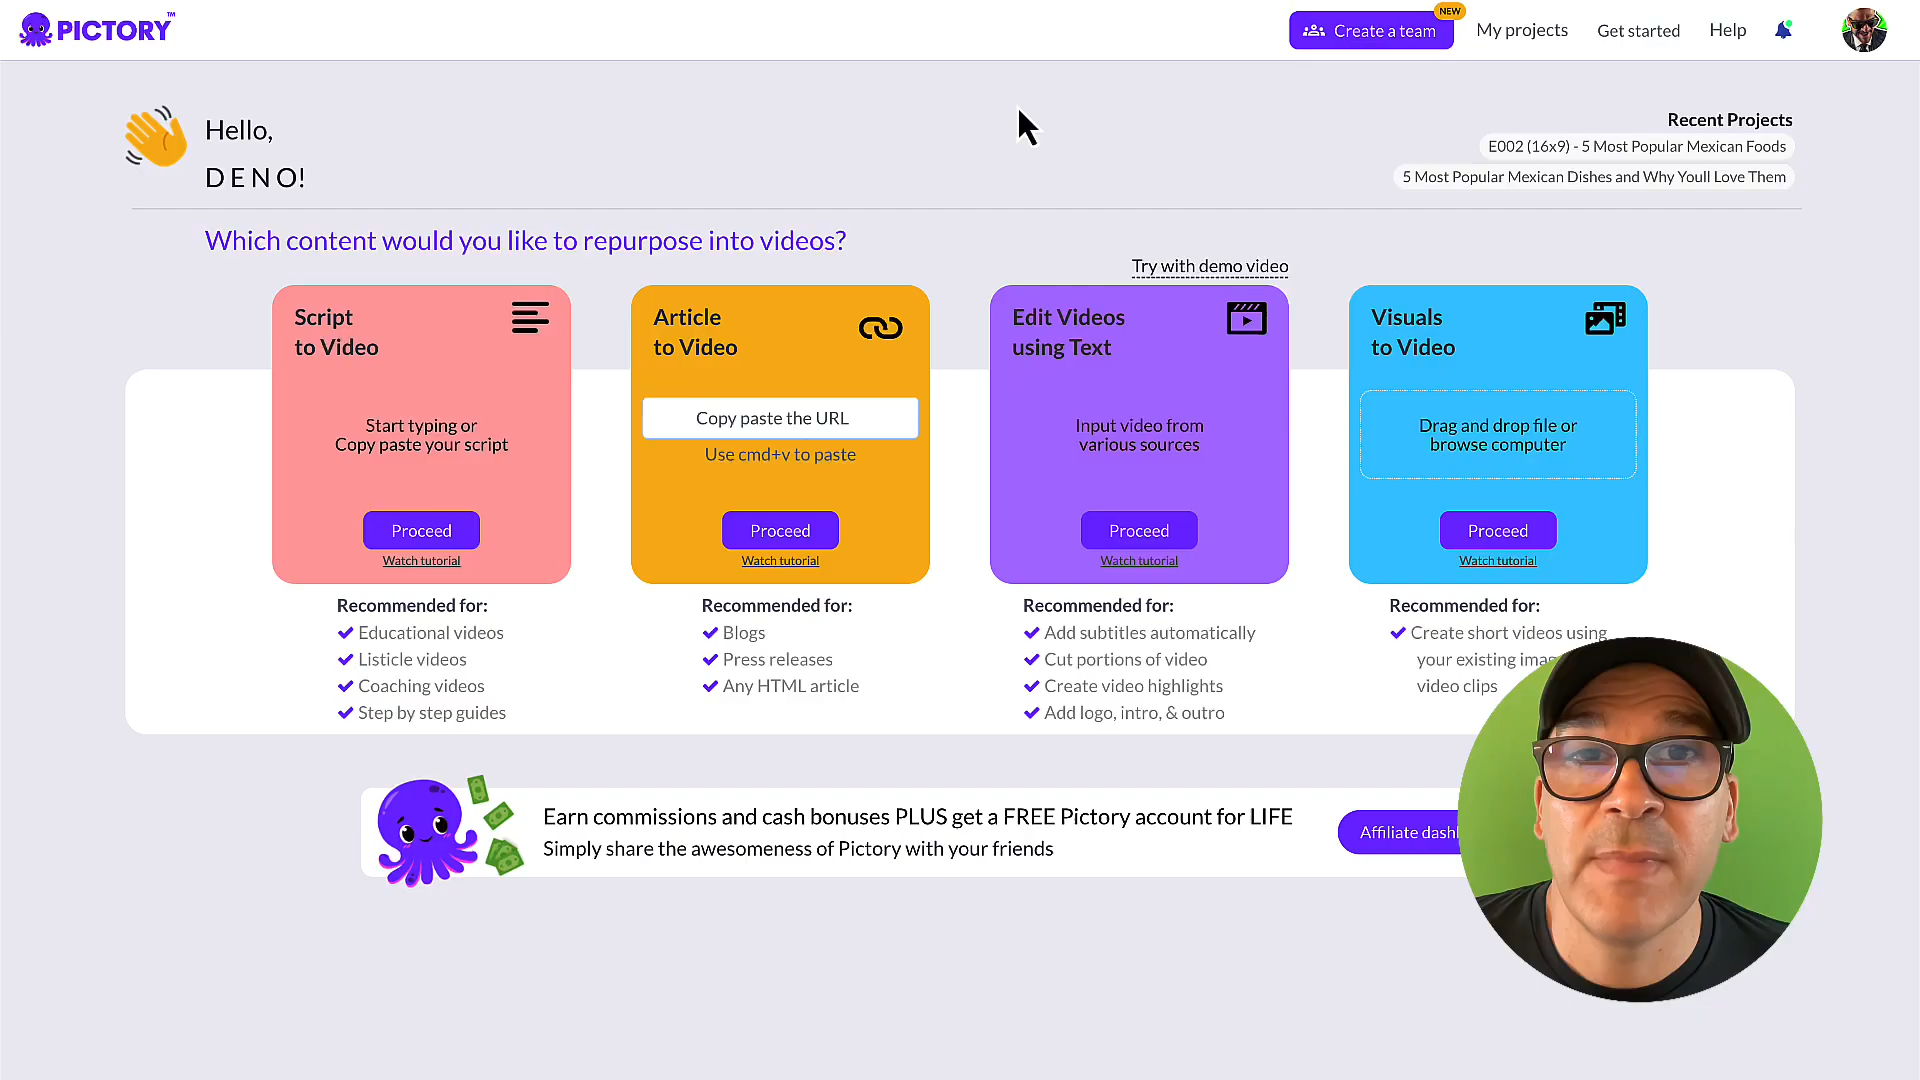 PICTORY™
NEW
Create a team
My projects
Get started
Help
Hello,
DENO!
Recent Projects
E002 (16x9) - 5 Most Popular Mexican Foods
5 Most Popular Mexican Dishes and Why Youll Love Them
Which content would you like to repurpose into videos?
Try with demo video
Script
to Video
Start typing or
Copy paste your script
Proceed
Watch tutorial
Recommended for:
Educational videos
Listicle videos
Coaching videos
Step by step guides
Article
to Video
Copy paste the URL
Use cmd+v to paste
Proceed
Watch tutorial
Recommended for:
Blogs
Press releases
Any HTML article
Edit Videos
using Text
Input video from
various sources
Proceed
Watch tutorial
Recommended for:
Add subtitles automatically
Cut portions of video
Create video highlights
Add logo, intro, & outro
Visuals
to Video
Drag and drop file or
browse computer
Proceed
Watch tutorial
Recommended for:
Create short videos using
your existing
video clips
Earn commissions and cash bonuses PLUS get a FREE Pictory account for LIFE
Simply share the awesomeness of Pictory with your friends
Affiliate